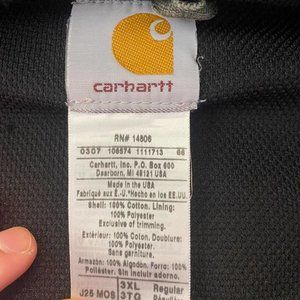 carhartt
RN# 14806
0307 106574 1111713 66
Carhartt, Inc. P.O. Box 600
Dearborn, MI 48121 USA
Made in the USA
Fabriqué aux É.-U.*Hecho en los EE.UU.
Shell: 100% Cotton. Lining:
100% Polyester
Exclusive of trimming.
Extérieur: 100% Coton. Doublure:
100% Polyester
Armazón: 100% Algodón. Forro: 100%
Poliéster. Sin incluir adorno.
3XL Regular
J25 MOS 3TG